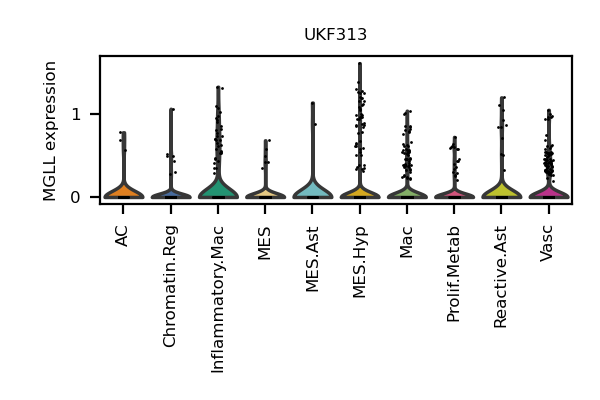 UKF313
MGLL expression
1
0
AC
Chromatin.Reg
Inflammatory.Mac
MES
MES.Ast
MES.Hyp
Mac
Prolif.Metab
Reactive.Ast
Vasc